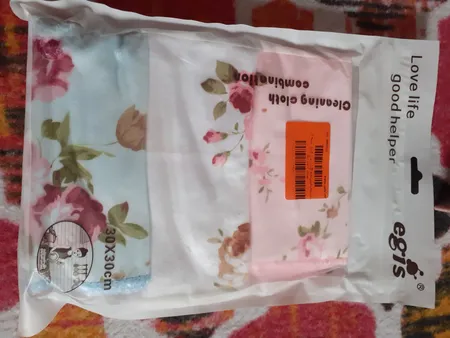 Love life
good helper
egis ®
Cleaning cloth
combination
30X30cm